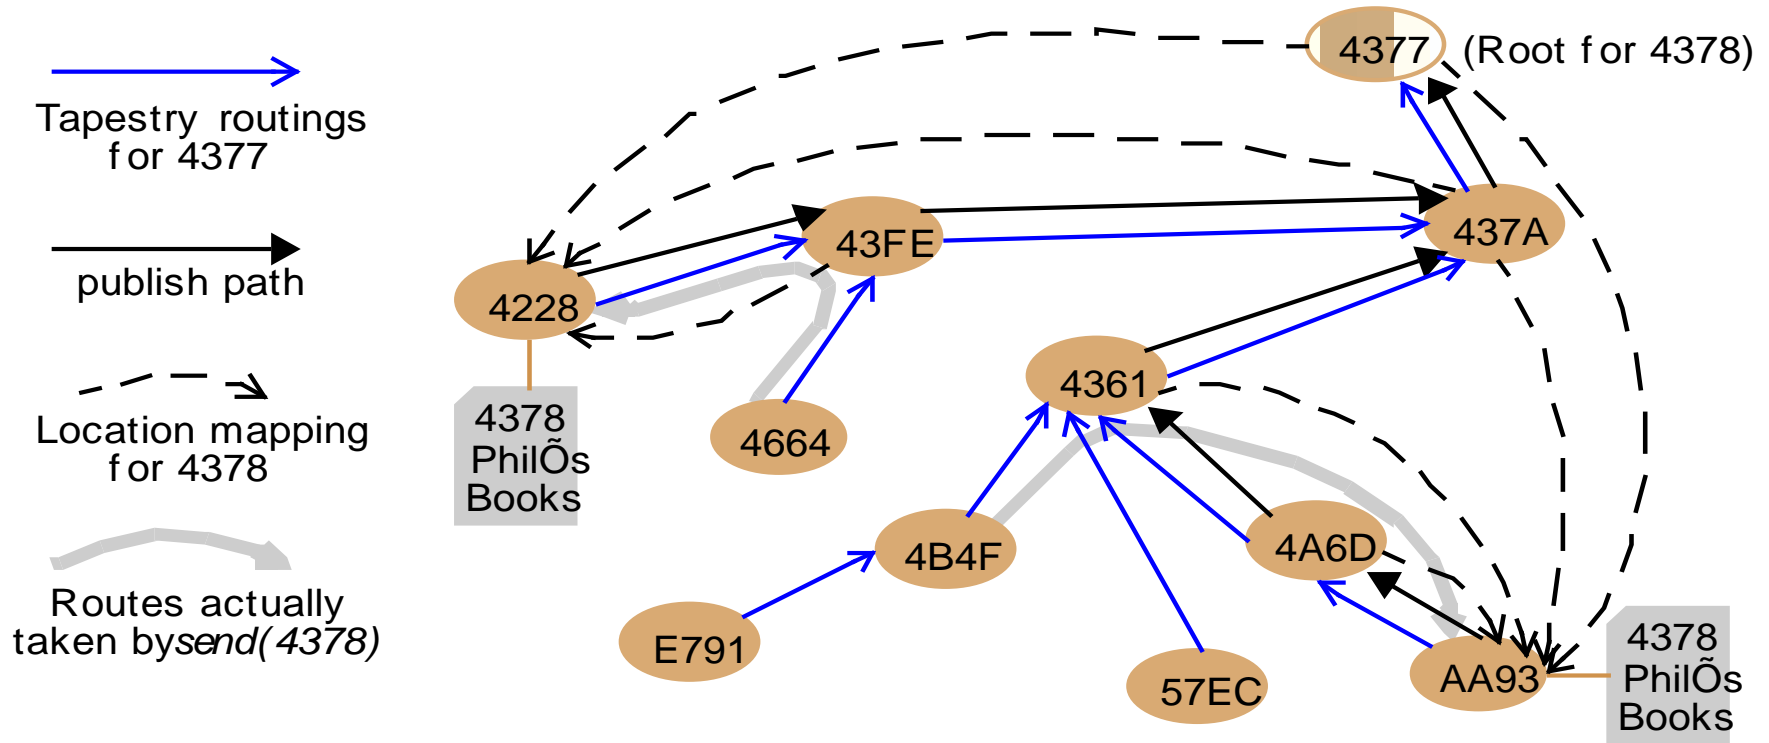 Tapestry routings
for 4377
publish path
Location mapping
for 4378
Routes actually
taken by send(4378)
4377 (Root for 4378)
43FE
437A
4228
4361
4378
PhilÕs
Books
4664
4B4F
4A6D
E791
57EC
AA93
4378
PhilÕs
Books